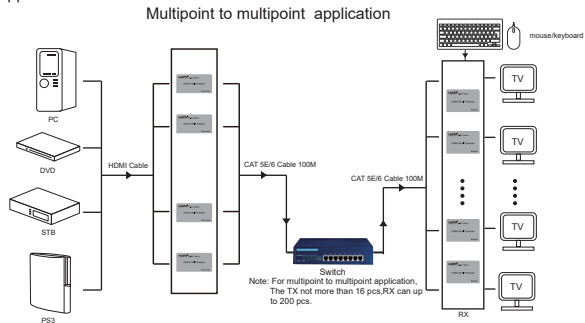 Multipoint to multipoint application
mouse/keyboard
PC
DVD
STB
PS3
HDMI Cable
CAT 5E/6 Cable 100M
Switch
CAT 5E/6 Cable 100M
TV
TV
TV
TV
RX
Note: For multipoint to multipoint application,
The TX not more than 16 pcs,RX can up
to 200 pcs.